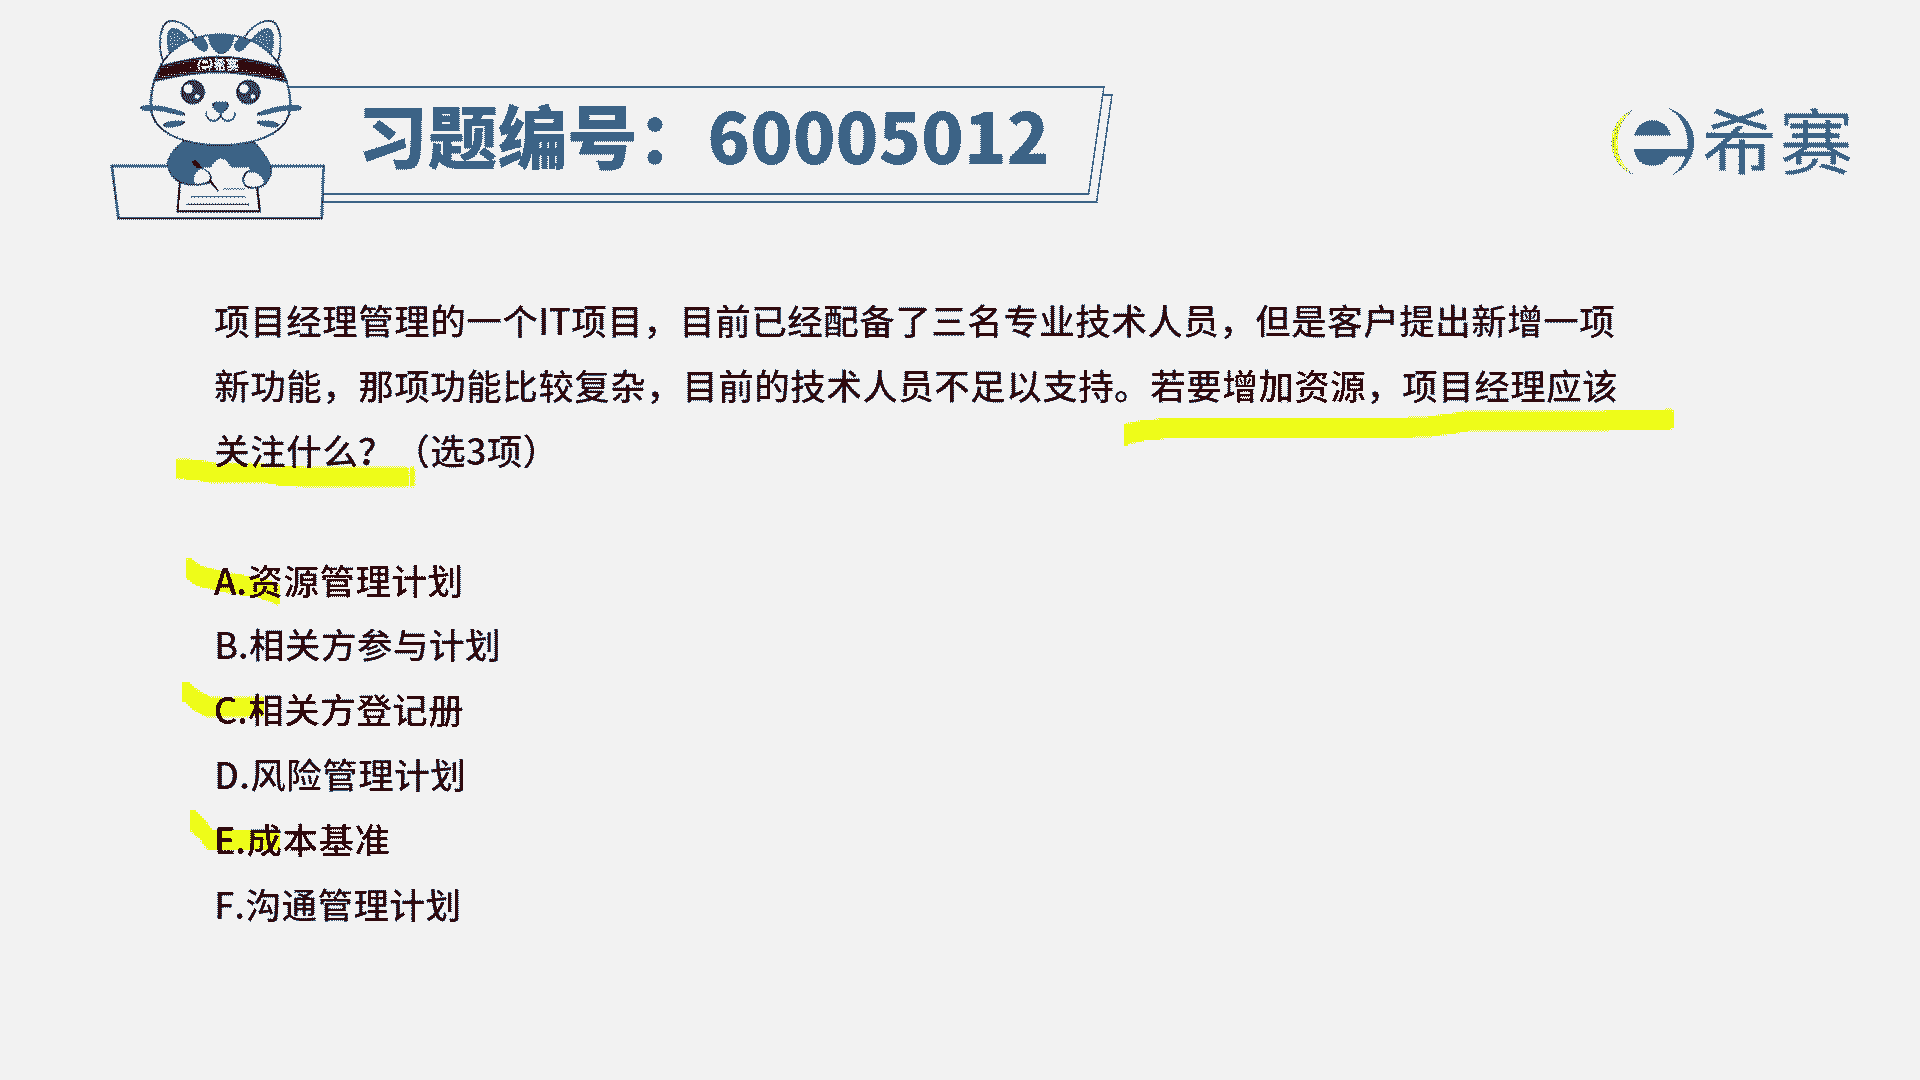 希赛
习题编号：60005012
希赛
项目经理管理的一个IT项目，目前已经配备了三名专业技术人员，但是客户提出新增一项
新功能，那项功能比较复杂，目前的技术人员不足以支持。若要增加资源，项目经理应该
关注什么？（选3项）
A.资源管理计划
B.相关方参与计划
C.相关方登记册
D.风险管理计划
E.成本基准
F.沟通管理计划